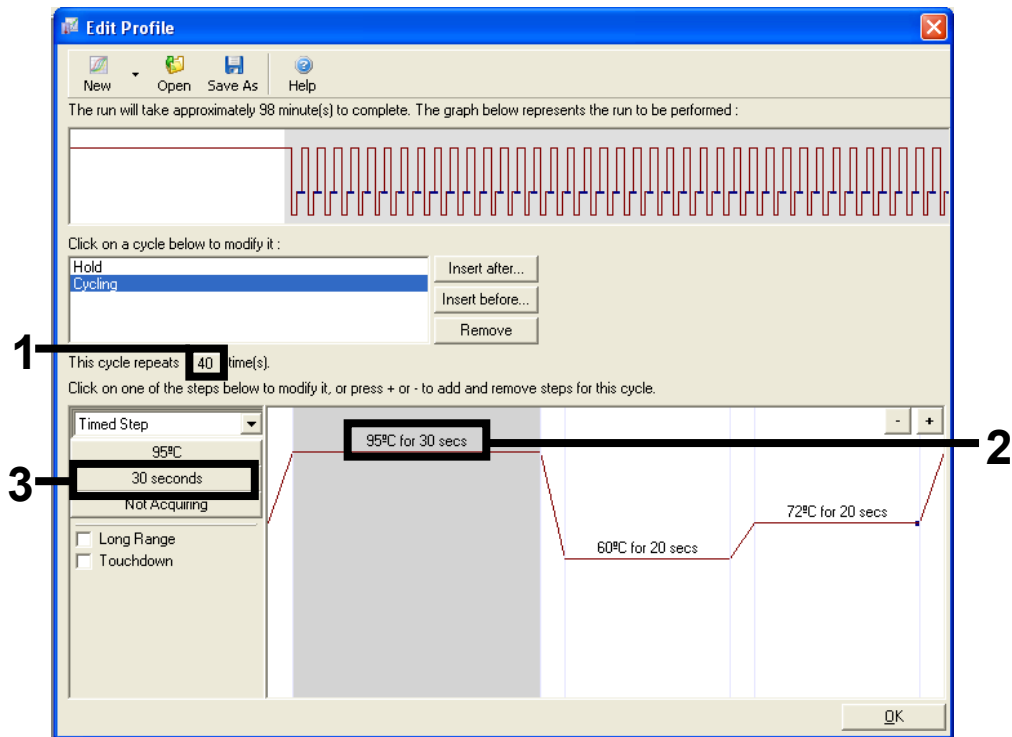 Edit Profile
New Open Save As Help
The run will take approximately 98 minute(s) to complete. The graph below represents the run to be performed :
Click on a cycle below to modify it :
Hold
Cycling
Insert after...
Insert before...
Remove
1
This cycle repeats 40 time(s).
Click on one of the steps below to modify it, or press + or - to add and remove steps for this cycle.
Timed Step
- +
95ºC
95ºC for 30 secs
2
3
30 seconds
Not Acquiring
72ºC for 20 secs
Long Range
60ºC for 20 secs
Touchdown
OK